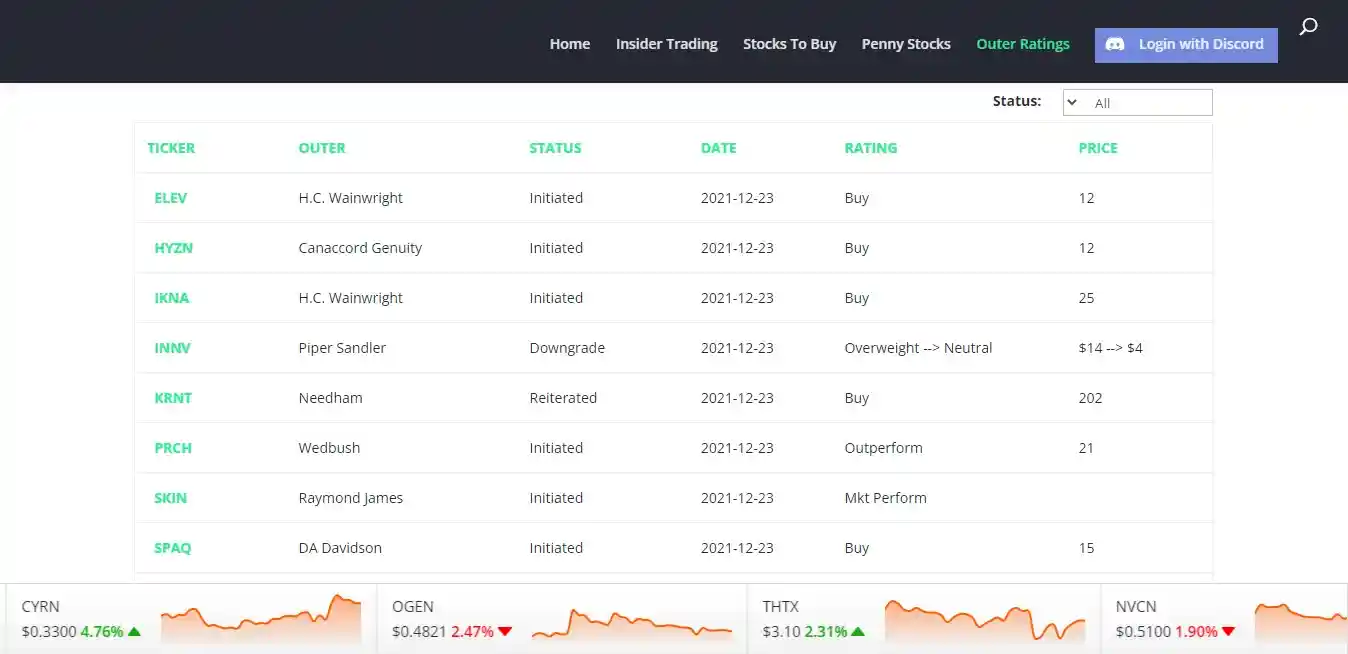 Home Insider Trading Stocks To Buy Penny Stocks Outer Ratings Login with Discord
Status: All
TICKER OUTER STATUS DATE RATING PRICE
ELEV H.C. Wainwright Initiated 2021-12-23 Buy 12
HYZN Canaccord Genuity Initiated 2021-12-23 Buy 12
IKNA H.C. Wainwright Initiated 2021-12-23 Buy 25
INNV Piper Sandler Downgrade 2021-12-23 Overweight --> Neutral $14 --> $4
KRNT Needham Reiterated 2021-12-23 Buy 202
PRCH Wedbush Initiated 2021-12-23 Outperform 21
SKIN Raymond James Initiated 2021-12-23 Mkt Perform
SPAQ DA Davidson Initiated 2021-12-23 Buy 15
CYRN OGEN THTX NVCN
$0.3300 4.76% $0.4821 2.47% $3.10 2.31% $0.5100 1.90%